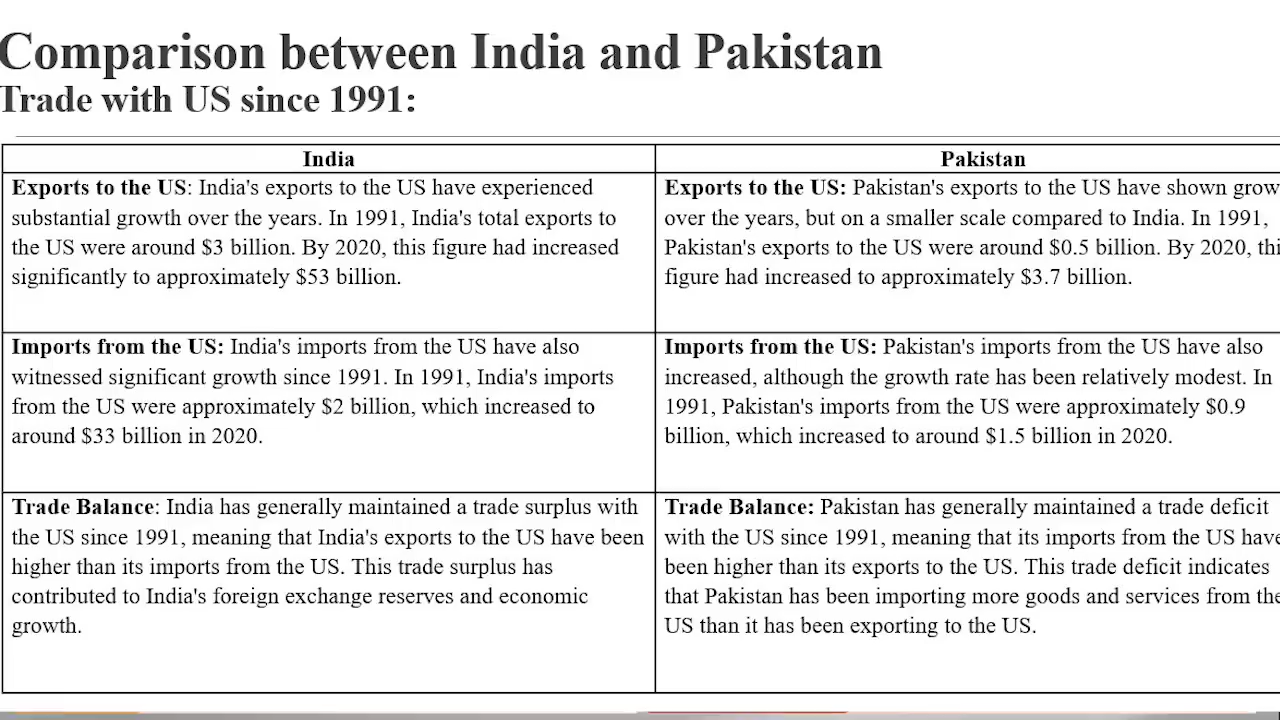 Comparison between India and Pakistan
Trade with US since 1991:
India
Exports to the US: India's exports to the US have experienced
substantial growth over the years. In 1991, India's total exports to
the US were around $3 billion. By 2020, this figure had increased
significantly to approximately $53 billion.
Imports from the US: India's imports from the US have also
witnessed significant growth since 1991. In 1991, India's imports
from the US were approximately $2 billion, which increased to
around $33 billion in 2020.
Trade Balance: India has generally maintained a trade surplus with
the US since 1991, meaning that India's exports to the US have been
higher than its imports from the US. This trade surplus has
contributed to India's foreign exchange reserves and economic
growth.
Pakistan
Exports to the US: Pakistan's exports to the US have shown grow
over the years, but on a smaller scale compared to India. In 1991,
Pakistan's exports to the US were around $0.5 billion. By 2020, thi
figure had increased to approximately $3.7 billion.
Imports from the US: Pakistan's imports from the US have also
increased, although the growth rate has been relatively modest. In
1991, Pakistan's imports from the US were approximately $0.9
billion, which increased to around $1.5 billion in 2020.
Trade Balance: Pakistan has generally maintained a trade deficit
with the US since 1991, meaning that its imports from the US have
been higher than its exports to the US. This trade deficit indicates
that Pakistan has been importing more goods and services from the
US than it has been exporting to the US.